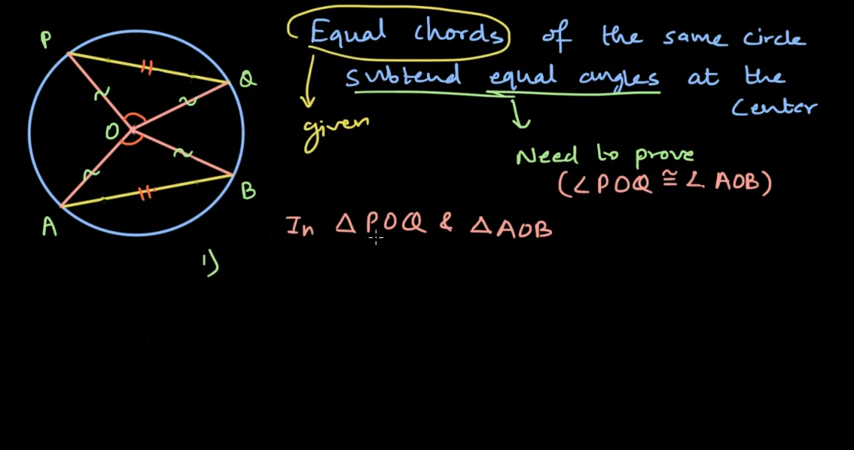 Equal chords of the same circle
subtend equal angles at the
center
given
Need to prove
(∠POQ ≅ ∠AOB)
P
Q
O
B
A
In △POQ & △AOB
1)